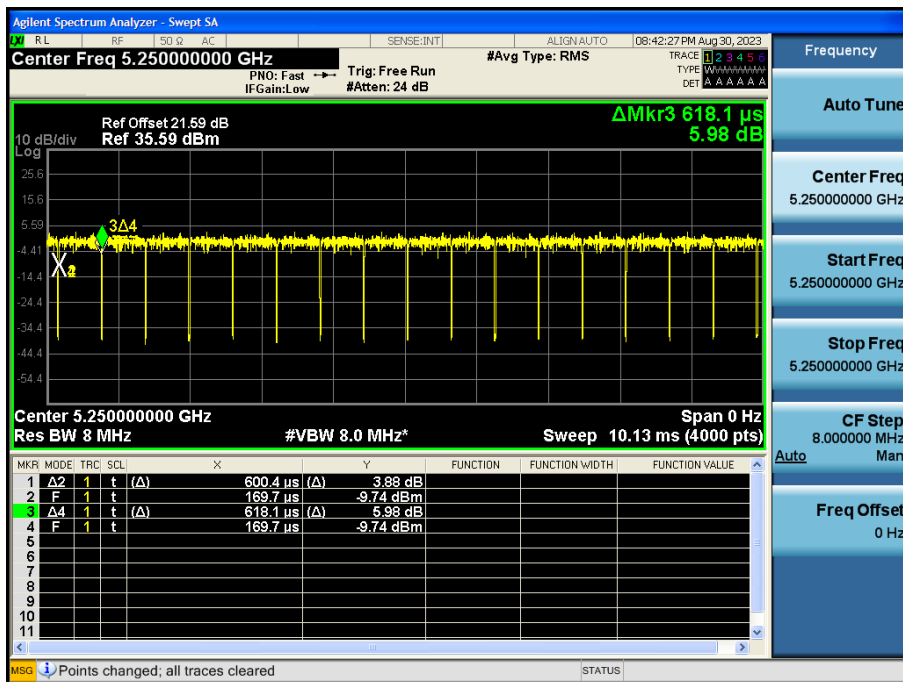 Agilent Spectrum Analyzer - Swept SA
LXI RL RF 50 Ω AC SENSE:INT ALIGN AUTO 08:42:27 PM Aug 30, 2023
Center Freq 5.250000000 GHz #Avg Type: RMS TRACE 1 2 3 4 5 6
PNO: Fast Trig: Free Run TYPE W
IFGain:Low #Atten: 24 dB DET A A A A A A
Ref Offset 21.59 dB ΔMkr3 618.1 µs
10 dB/div Ref 35.59 dBm 5.98 dB
Log
25.6
15.6
5.59
3Δ4
-4.41
-14.4
-24.4
-34.4
-44.4
-54.4
Center 5.250000000 GHz Span 0 Hz
Res BW 8 MHz #VBW 8.0 MHz* Sweep 10.13 ms (4000 pts)
MKR MODE TRC SCL X Y FUNCTION FUNCTION WIDTH FUNCTION VALUE
1 Δ2 1 t (Δ) 600.4 µs (Δ) 3.88 dB
2 F 1 t 169.7 µs -9.74 dBm
3 Δ4 1 t (Δ) 618.1 µs (Δ) 5.98 dB
4 F 1 t 169.7 µs -9.74 dBm
5
6
7
8
9
10
11
MSG Points changed; all traces cleared STATUS
Frequency
Auto Tune
Center Freq
5.250000000 GHz
Start Freq
5.250000000 GHz
Stop Freq
5.250000000 GHz
CF Step
8.000000 MHz
Auto Man
Freq Offset
0 Hz